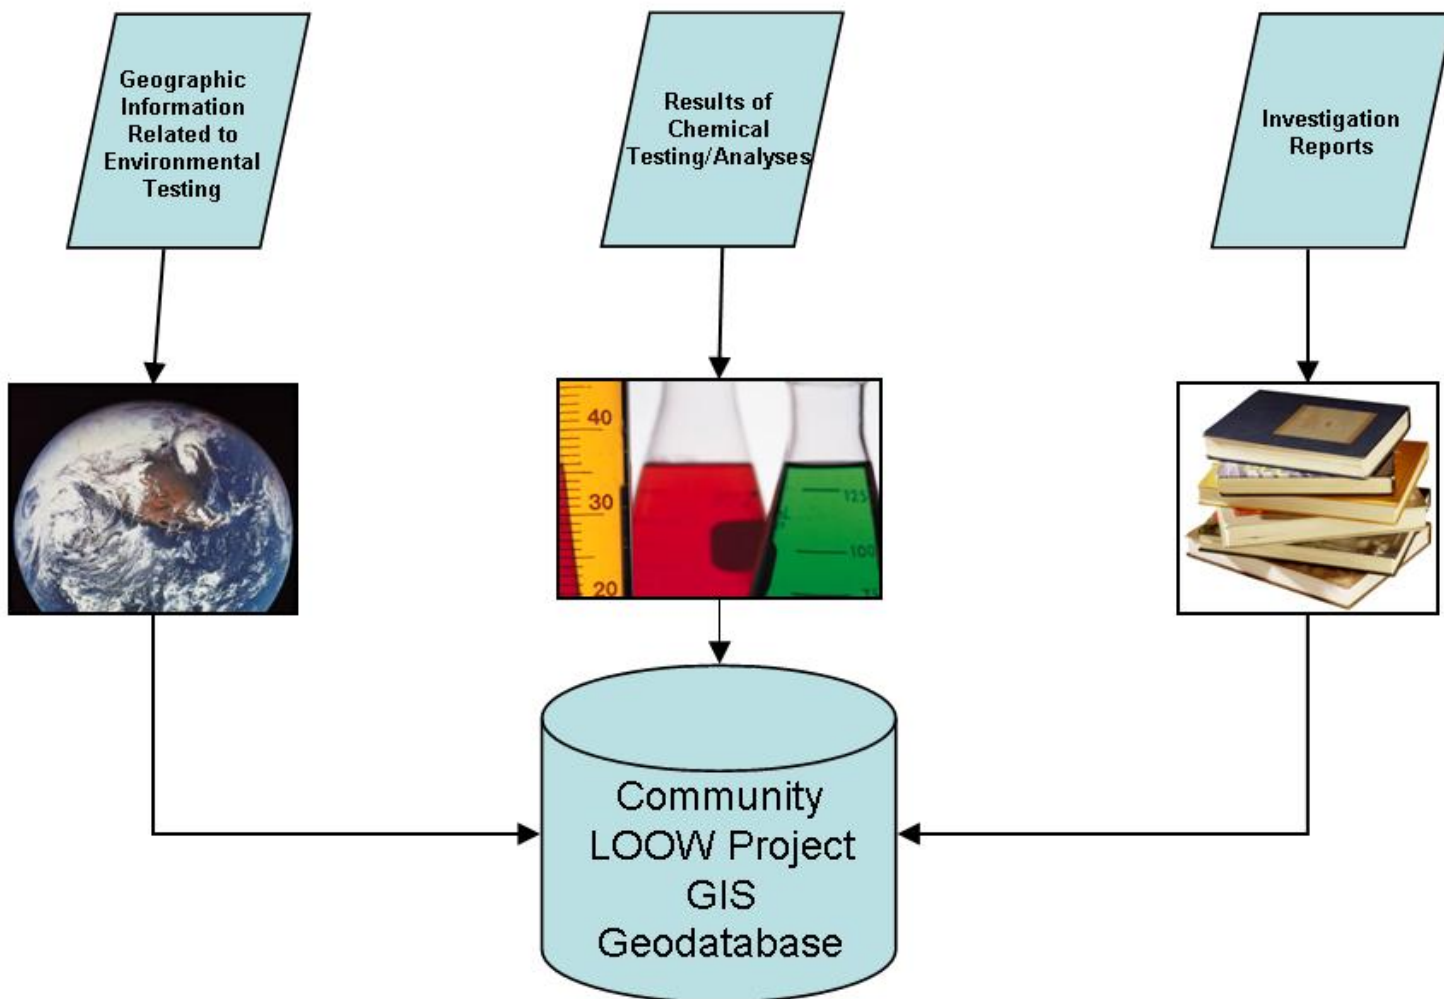 Geographic
Information
Related to
Environmental
Testing
Results of
Chemical
Testing/Analyses
Investigation
Reports
40
30
20
125
100
Community
LOOW Project
GIS
Geodatabase